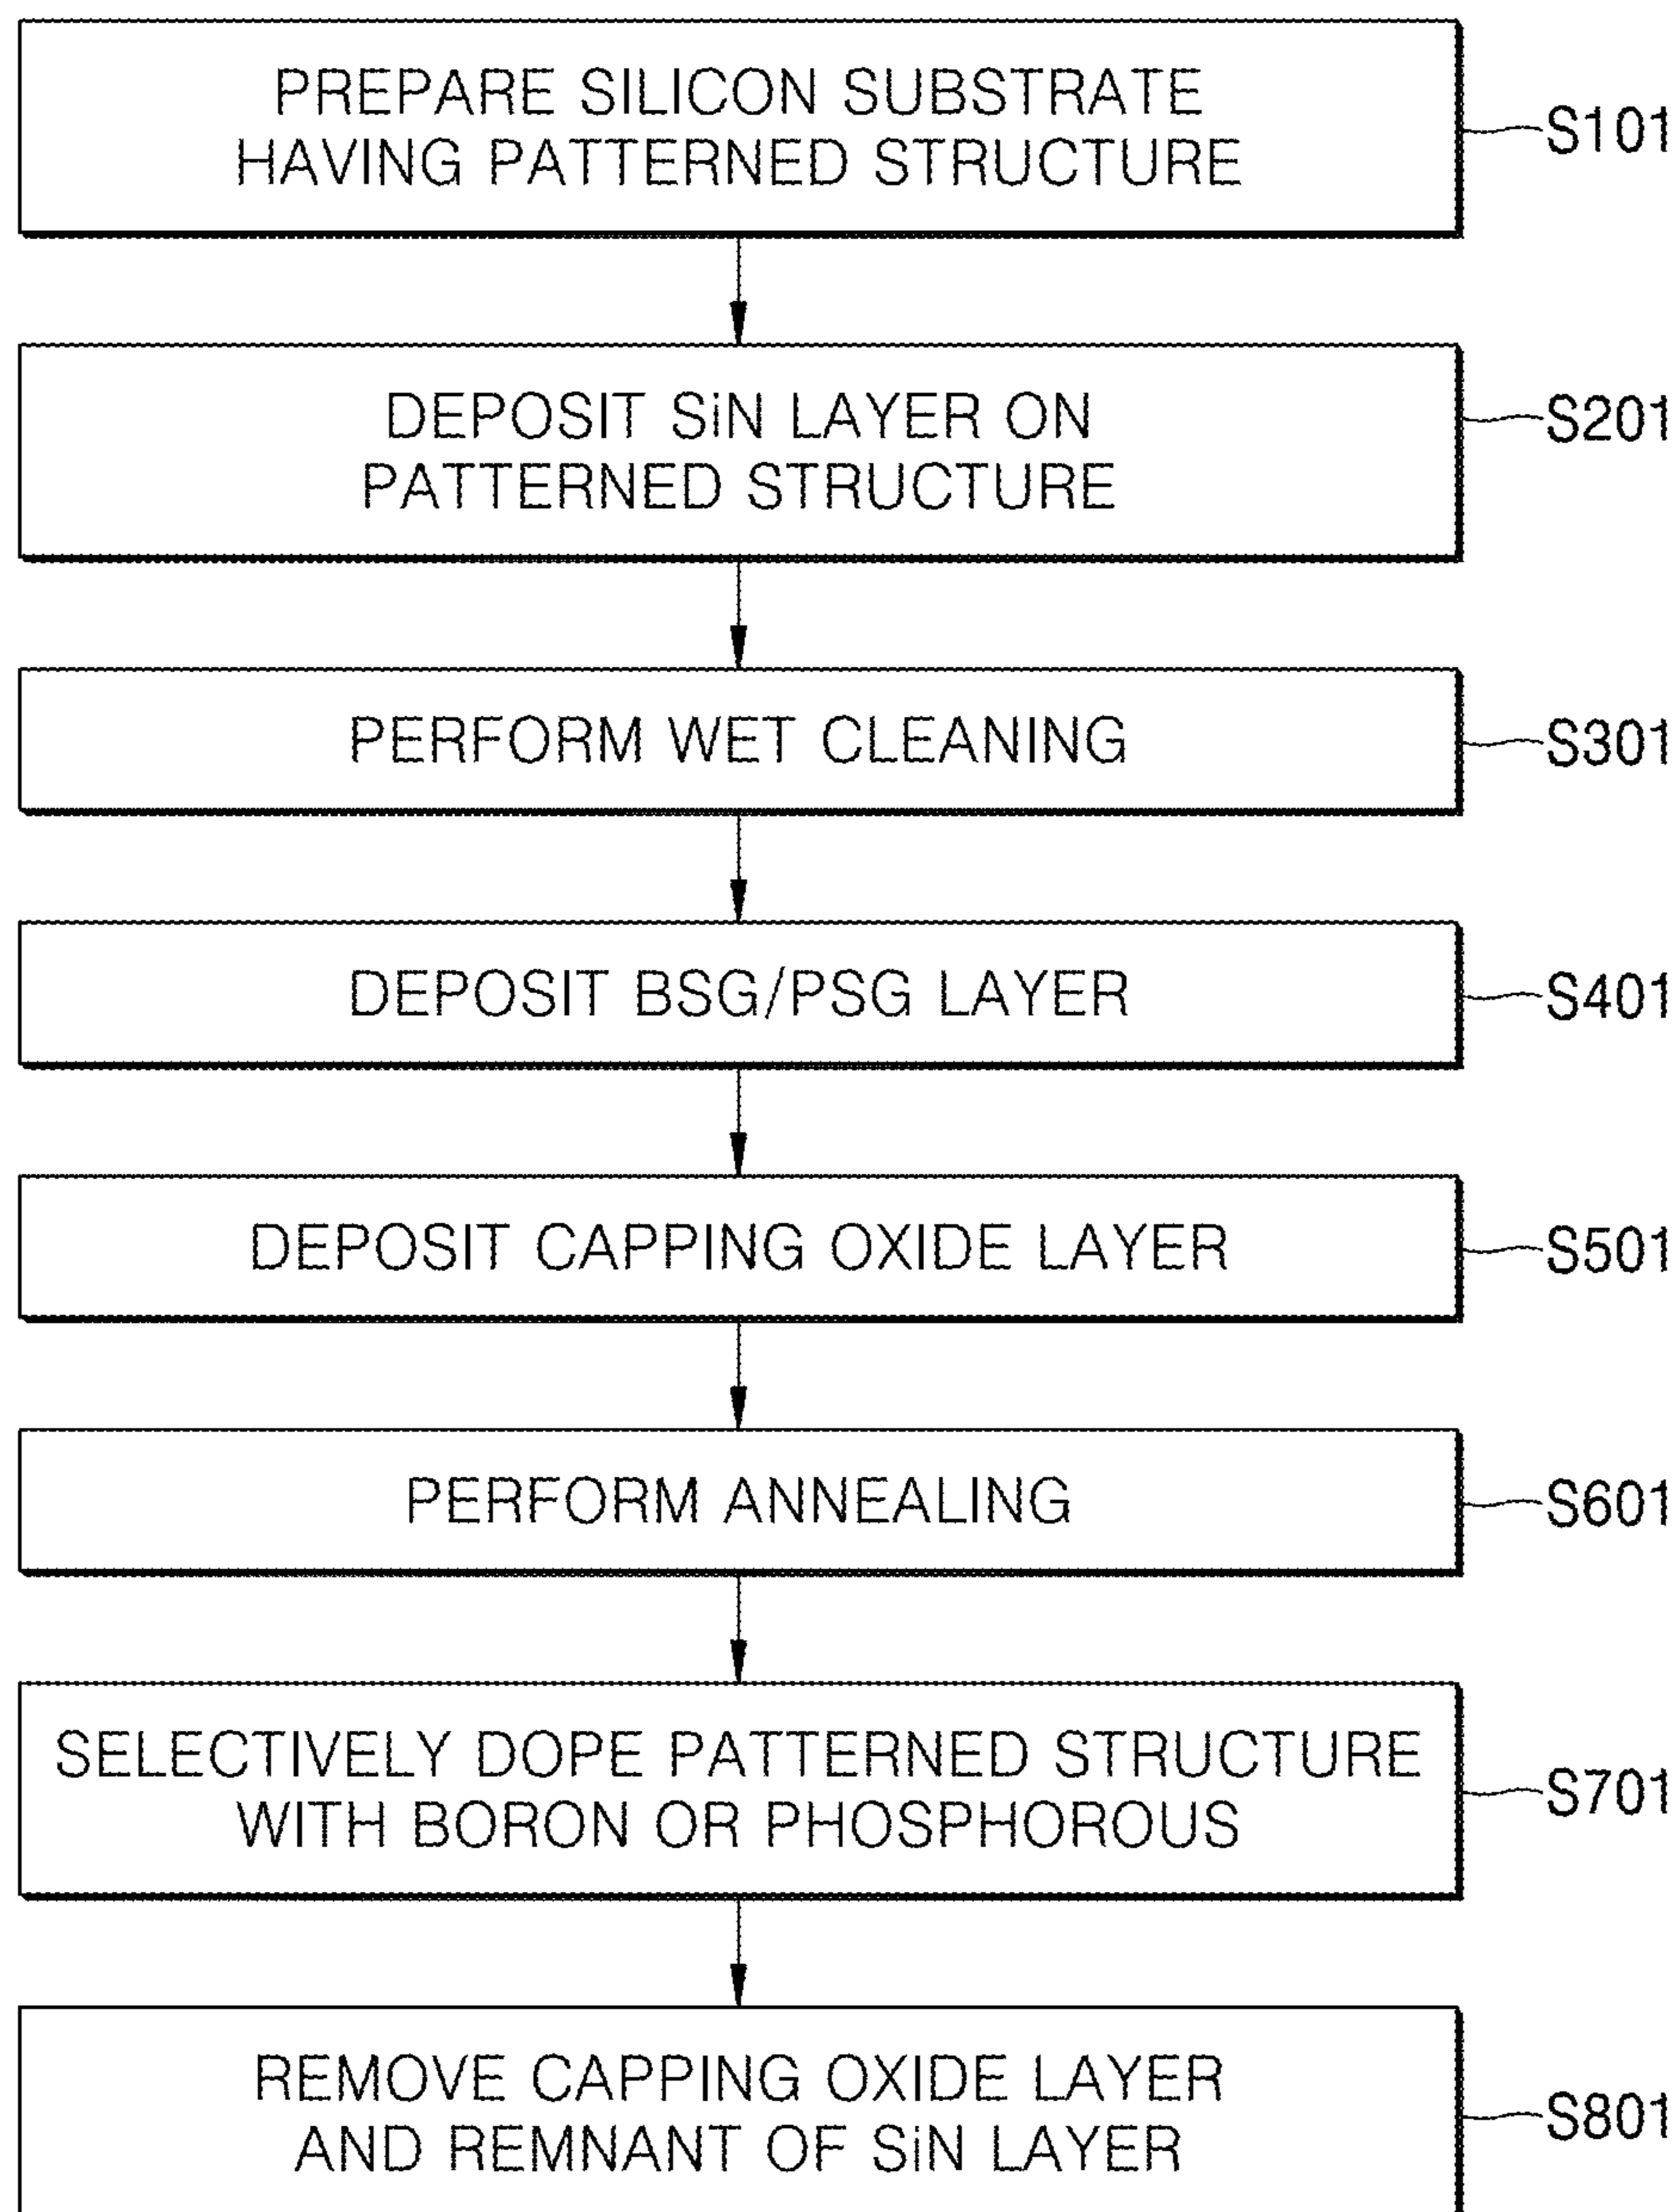 PREPARE SILICON SUBSTRATE
HAVING PATTERNED STRUCTURE
S101
DEPOSIT SiN LAYER ON
PATTERNED STRUCTURE
S201
PERFORM WET CLEANING
S301
DEPOSIT BSG/PSG LAYER
S401
DEPOSIT CAPPING OXIDE LAYER
S501
PERFORM ANNEALING
S601
SELECTIVELY DOPE PATTERNED STRUCTURE
WITH BORON OR PHOSPHOROUS
S701
REMOVE CAPPING OXIDE LAYER
AND REMNANT OF SiN LAYER
S801